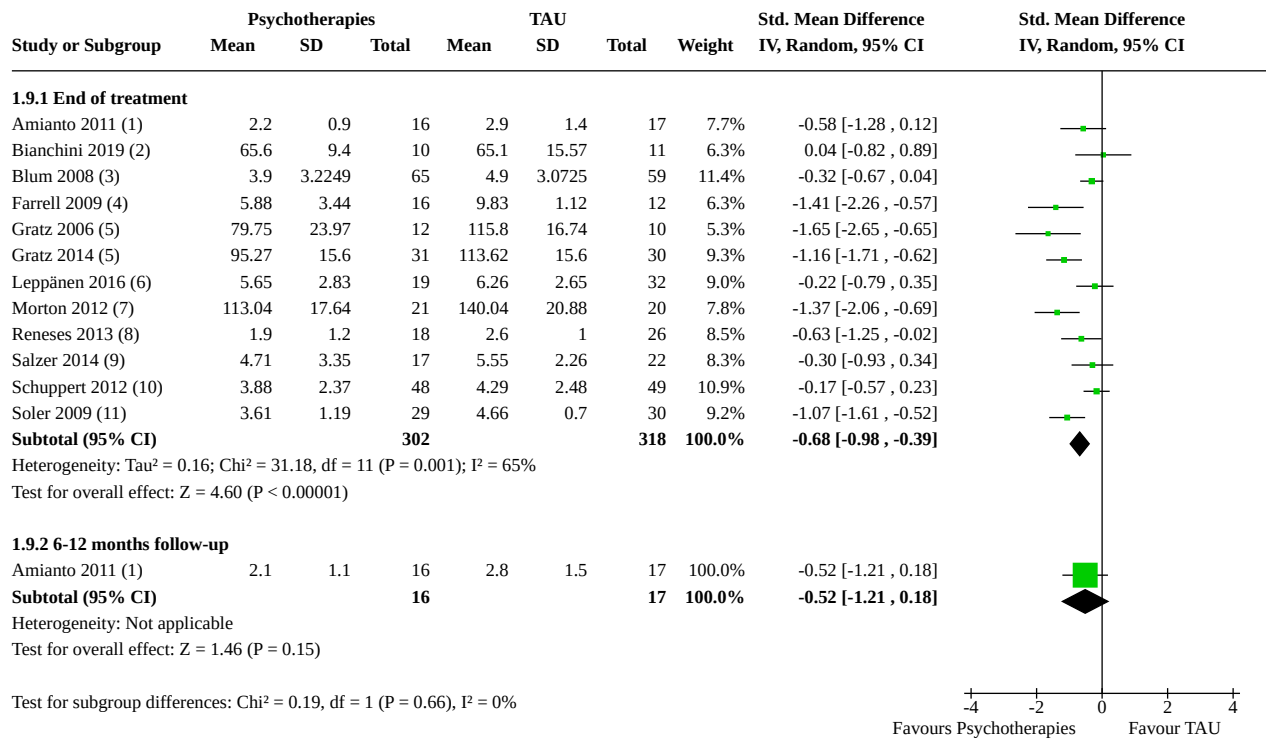 Psychotherapies TAU Std. Mean Difference Std. Mean Difference
Study or Subgroup Mean SD Total Mean SD Total Weight IV, Random, 95% CI IV, Random, 95% CI
1.9.1 End of treatment
Amianto 2011 (1) 2.2 0.9 16 2.9 1.4 17 7.7% -0.58 [-1.28 , 0.12]
Bianchini 2019 (2) 65.6 9.4 10 65.1 15.57 11 6.3% 0.04 [-0.82 , 0.89]
Blum 2008 (3) 3.9 3.2249 65 4.9 3.0725 59 11.4% -0.32 [-0.67 , 0.04]
Farrell 2009 (4) 5.88 3.44 16 9.83 1.12 12 6.3% -1.41 [-2.26 , -0.57]
Gratz 2006 (5) 79.75 23.97 12 115.8 16.74 10 5.3% -1.65 [-2.65 , -0.65]
Gratz 2014 (5) 95.27 15.6 31 113.62 15.6 30 9.3% -1.16 [-1.71 , -0.62]
Leppänen 2016 (6) 5.65 2.83 19 6.26 2.65 32 9.0% -0.22 [-0.79 , 0.35]
Morton 2012 (7) 113.04 17.64 21 140.04 20.88 20 7.8% -1.37 [-2.06 , -0.69]
Reneses 2013 (8) 1.9 1.2 18 2.6 1 26 8.5% -0.63 [-1.25 , -0.02]
Salzer 2014 (9) 4.71 3.35 17 5.55 2.26 22 8.3% -0.30 [-0.93 , 0.34]
Schuppert 2012 (10) 3.88 2.37 48 4.29 2.48 49 10.9% -0.17 [-0.57 , 0.23]
Soler 2009 (11) 3.61 1.19 29 4.66 0.7 30 9.2% -1.07 [-1.61 , -0.52]
Subtotal (95% CI) 302 318 100.0% -0.68 [-0.98 , -0.39]
Heterogeneity: Tau² = 0.16; Chi² = 31.18, df = 11 (P = 0.001); I² = 65%
Test for overall effect: Z = 4.60 (P < 0.00001)
1.9.2 6-12 months follow-up
Amianto 2011 (1) 2.1 1.1 16 2.8 1.5 17 100.0% -0.52 [-1.21 , 0.18]
Subtotal (95% CI) 16 17 100.0% -0.52 [-1.21 , 0.18]
Heterogeneity: Not applicable
Test for overall effect: Z = 1.46 (P = 0.15)
Test for subgroup differences: Chi² = 0.19, df = 1 (P = 0.66), I² = 0%
-4 -2 0 2 4
Favours Psychotherapies Favour TAU